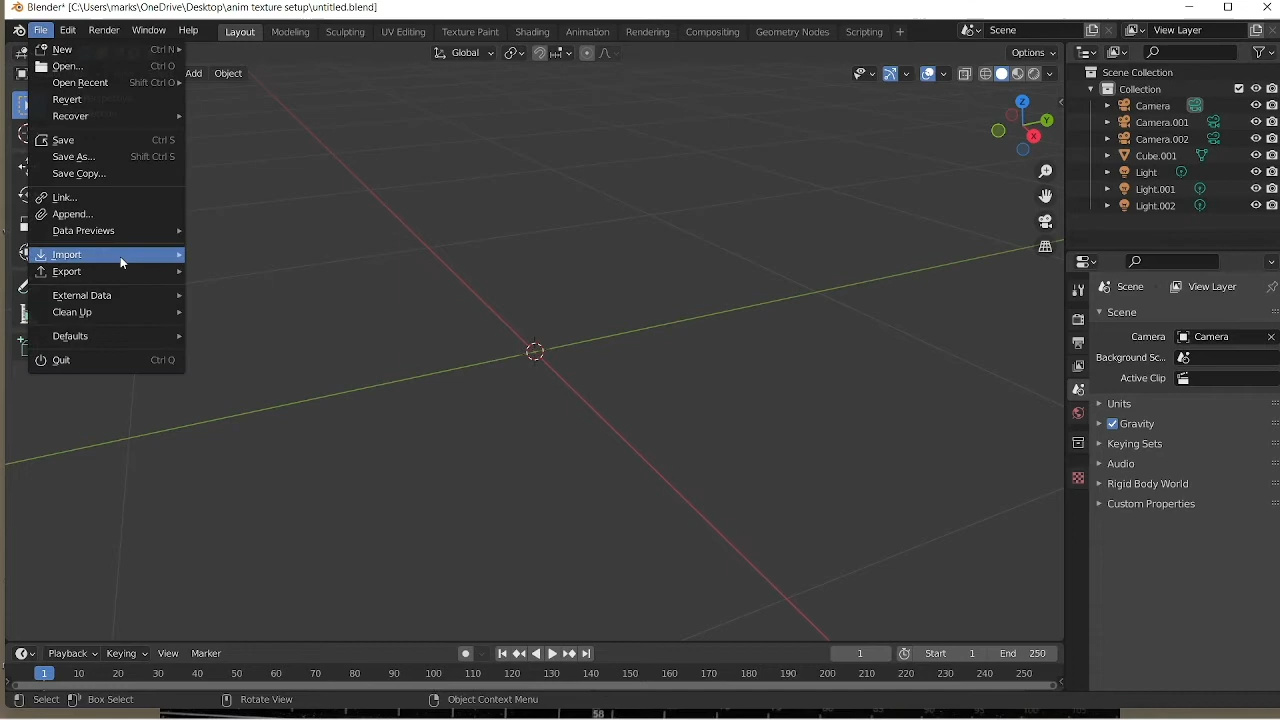 Blender* [C:\Users\marks\OneDrive\Desktop\anim texture setup\untitled.blend]
File Edit Render Window Help Layout Modeling Sculpting UV Editing Texture Paint Shading Animation Rendering Compositing Geometry Nodes Scripting + Scene View Layer
New Ctrl N
Open... Ctrl O
Open Recent Shift Ctrl O
Revert
Recover
Save Ctrl S
Save As... Shift Ctrl S
Save Copy...
Link...
Append...
Data Previews
Import
Export
External Data
Clean Up
Defaults
Quit Ctrl Q
Global Options
Add Object
Z
Y
X
Scene Collection
Collection
Camera
Camera.001
Camera.002
Cube.001
Light
Light.001
Light.002
Scene View Layer
Scene
Camera Camera
Background Sc...
Active Clip
Units
Gravity
Keying Sets
Audio
Rigid Body World
Custom Properties
Playback Keying View Marker 1 Start 1 End 250
1 10 20 30 40 50 60 70 80 90 100 110 120 130 140 150 160 170 180 190 200 210 220 230 240 250
Select Box Select Rotate View Object Context Menu
58